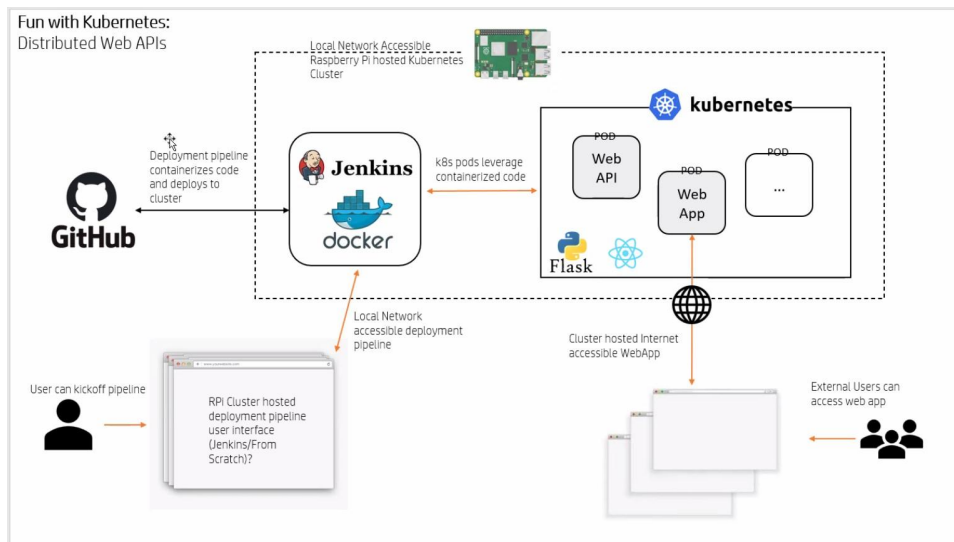 Fun with Kubernetes:
Distributed Web APIs
Local Network Accessible
Raspberry Pi hosted Kubernetes
Cluster
kubernetes
Deployment pipeline
containerizes code
and deploys to
cluster
GitHub
Jenkins
docker
k8s pods leverage
containerized code
POD
Web
API
POD
Web
App
POD
...
Flask
Local Network
accessible deployment
pipeline
Cluster hosted Internet
accessible WebApp
User can kickoff pipeline
RPi Cluster hosted
deployment pipeline
user interface
(Jenkins/From
Scratch)?
External Users can
access web app